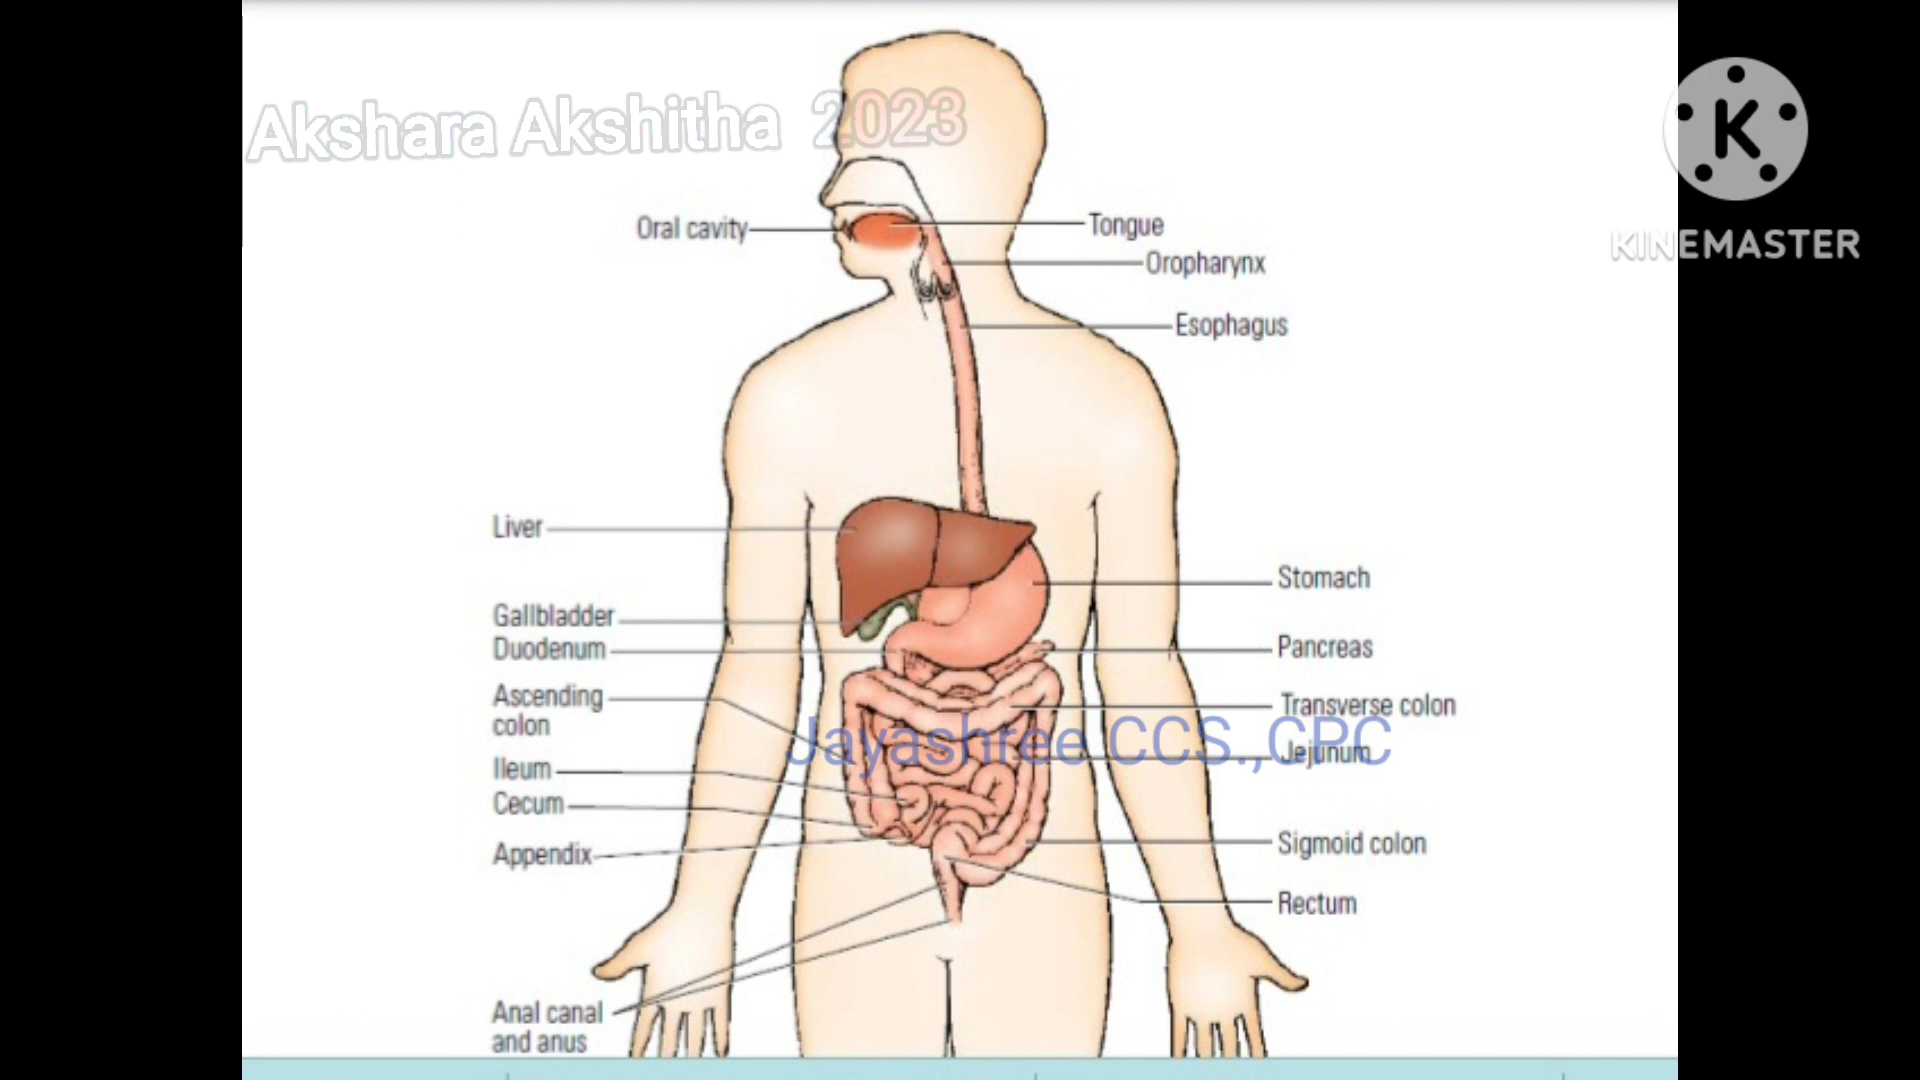 Akshara Akshitha 2023
KINEMASTER
Oral cavity
Tongue
Oropharynx
Esophagus
Liver
Stomach
Gallbladder
Duodenum
Pancreas
Ascending
colon
Transverse colon
Jayashree CCS.,CPC
Jejunum
Ileum
Cecum
Sigmoid colon
Appendix
Rectum
Anal canal
and anus